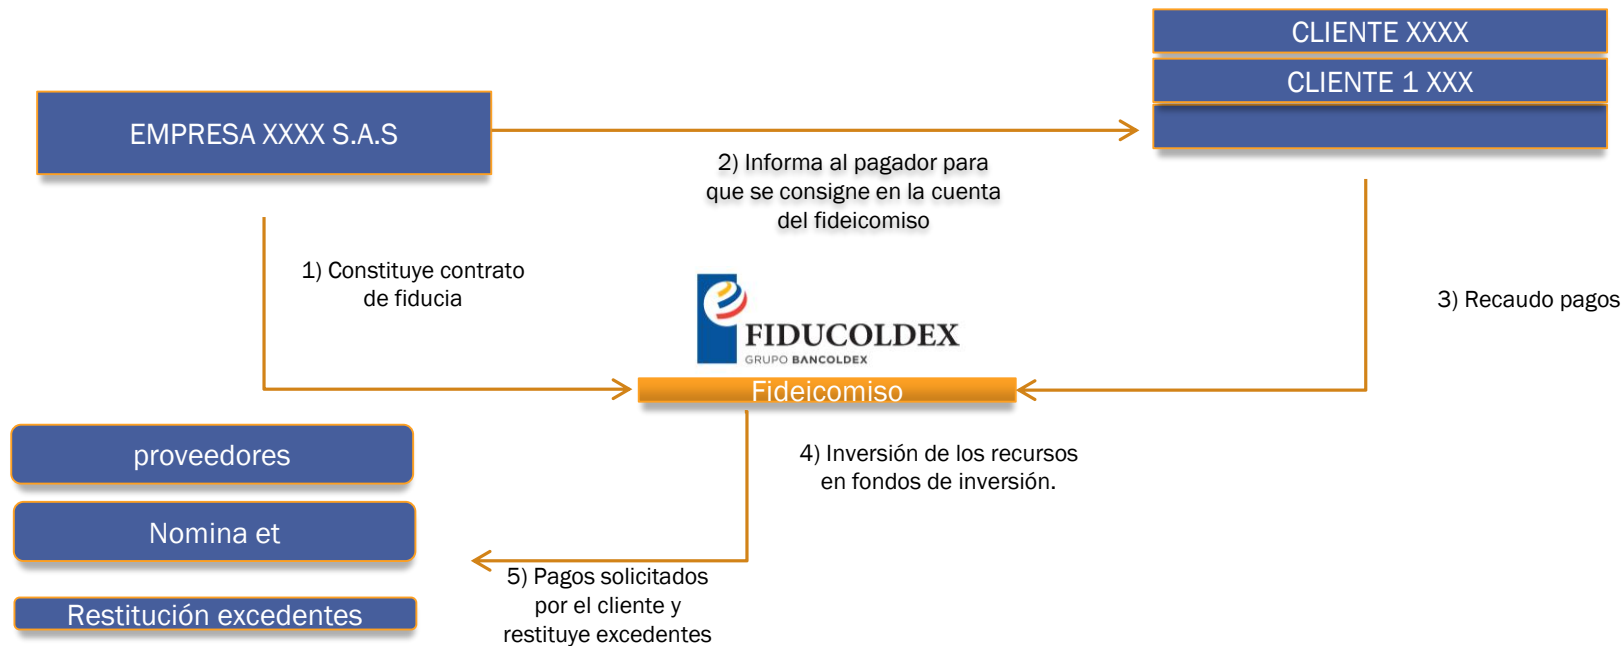 CLIENTE XXXX
CLIENTE 1 XXX
EMPRESA XXXX S.A.S
2) Informa al pagador para
que se consigne en la cuenta
del fideicomiso
1) Constituye contrato
de fiducia
3) Recaudo pagos
FIDUCOLDEX
GRUPO BANCOLDEX
Fideicomiso
4) Inversión de los recursos
en fondos de inversión.
proveedores
Nomina et
Restitución excedentes
5) Pagos solicitados
por el cliente y
restituye excedentes